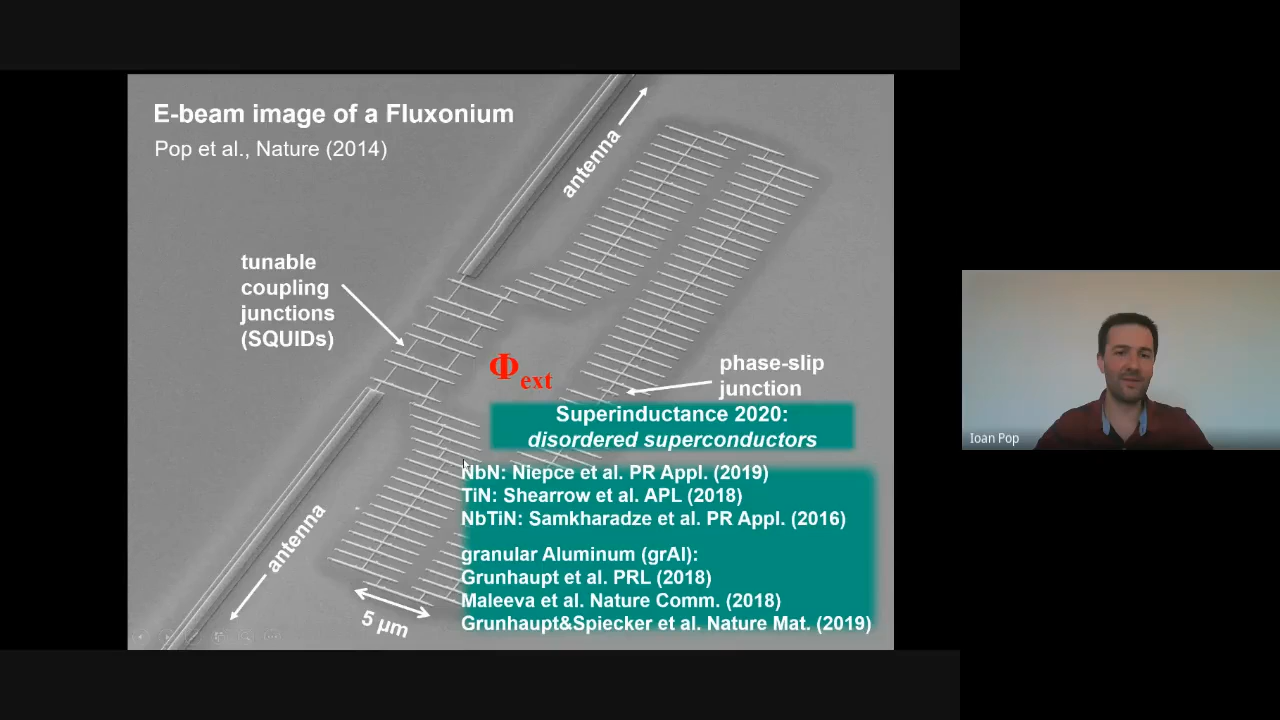 E-beam image of a Fluxonium
Pop et al., Nature (2014)
antenna
tunable
coupling
junctions
(SQUIDs)
Φext
phase-slip
junction
Superinductance 2020:
disordered superconductors
NbN: Niepce et al. PR Appl. (2019)
TiN: Shearrow et al. APL (2018)
NbTiN: Samkharadze et al. PR Appl. (2016)
granular Aluminum (grAl):
Grunhaupt et al. PRL (2018)
Maleeva et al. Nature Comm. (2018)
Grunhaupt&Spiecker et al. Nature Mat. (2019)
antenna
5 µm
Ioan Pop